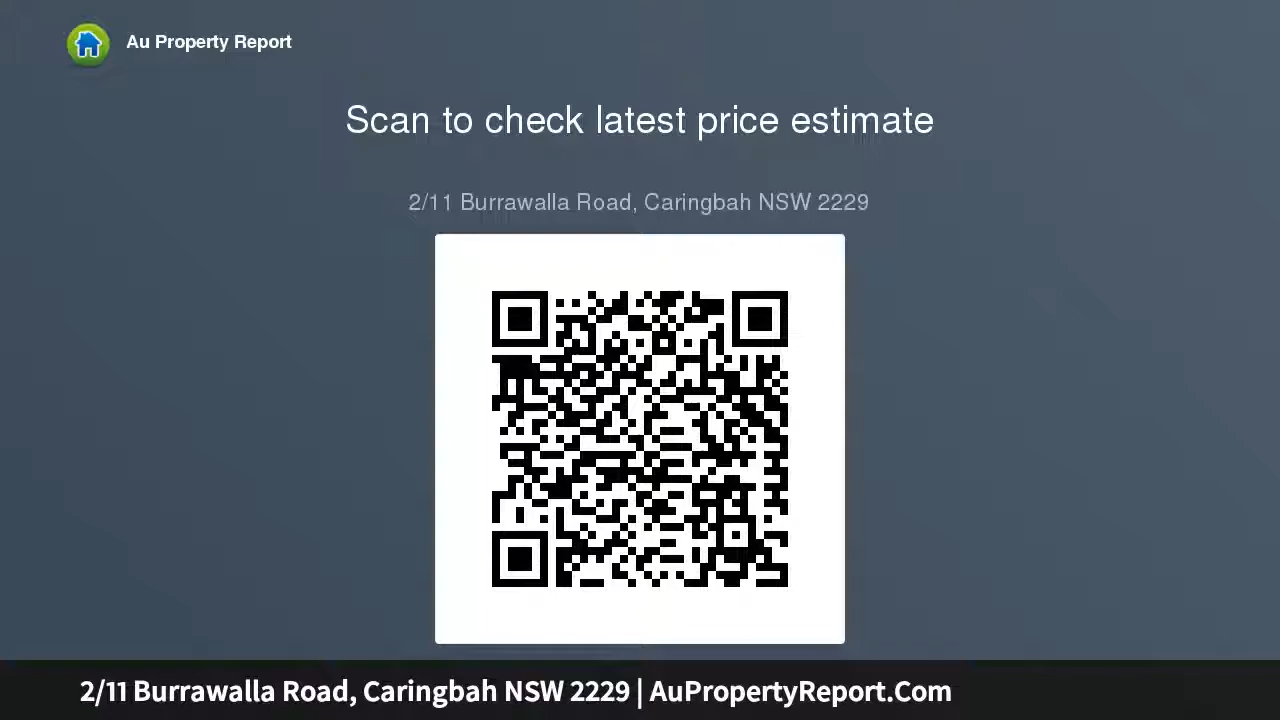 Au Property Report
Scan to check latest price estimate
2/11 Burrawalla Road, Caringbah NSW 2229
2/11 Burrawalla Road, Caringbah NSW 2229 | AuPropertyReport.Com